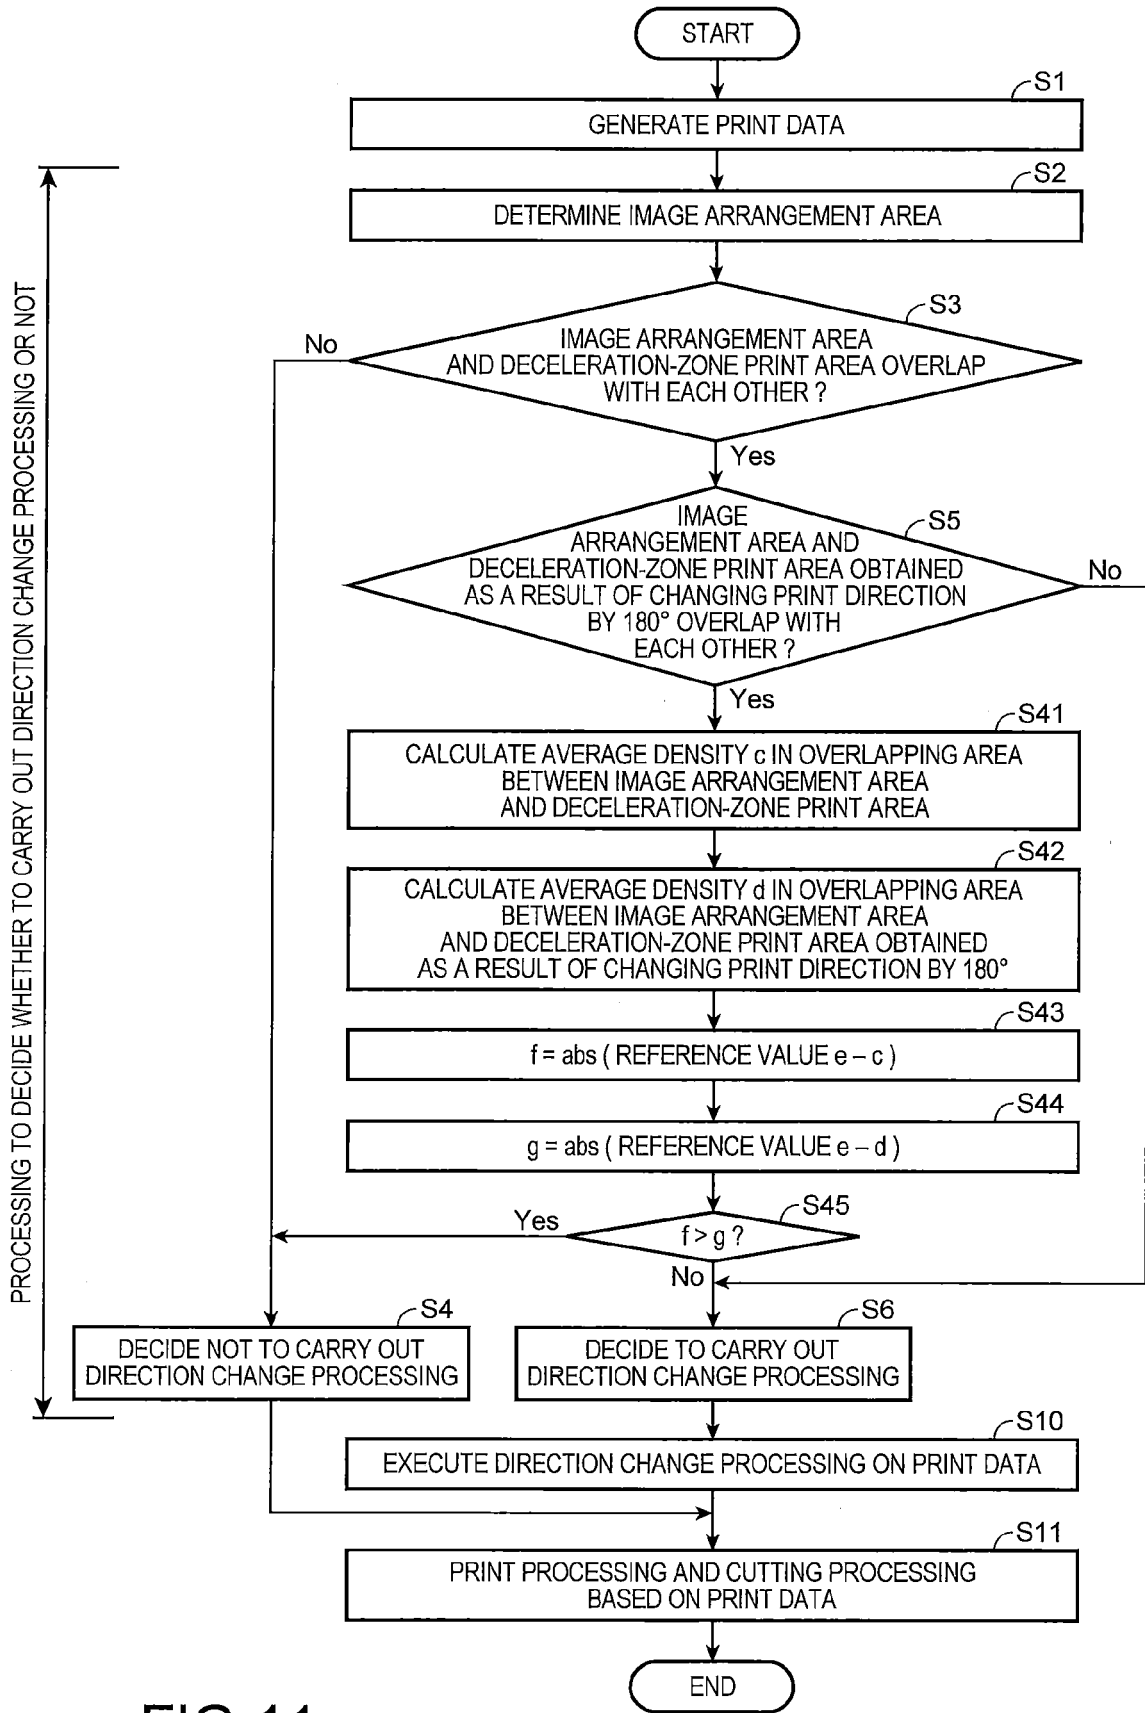 START
S1
GENERATE PRINT DATA
S2
DETERMINE IMAGE ARRANGEMENT AREA
S3
IMAGE ARRANGEMENT AREA
AND DECELERATION-ZONE PRINT AREA OVERLAP
WITH EACH OTHER ?
No
Yes
S5
IMAGE
ARRANGEMENT AREA AND
DECELERATION-ZONE PRINT AREA OBTAINED
AS A RESULT OF CHANGING PRINT DIRECTION
BY 180° OVERLAP WITH
EACH OTHER ?
No
Yes
S41
CALCULATE AVERAGE DENSITY c IN OVERLAPPING AREA
BETWEEN IMAGE ARRANGEMENT AREA
AND DECELERATION-ZONE PRINT AREA
S42
CALCULATE AVERAGE DENSITY d IN OVERLAPPING AREA
BETWEEN IMAGE ARRANGEMENT AREA
AND DECELERATION-ZONE PRINT AREA OBTAINED
AS A RESULT OF CHANGING PRINT DIRECTION BY 180°
S43
f = abs ( REFERENCE VALUE e – c )
S44
g = abs ( REFERENCE VALUE e – d )
S45
f > g ?
Yes
No
S4
DECIDE NOT TO CARRY OUT
DIRECTION CHANGE PROCESSING
S6
DECIDE TO CARRY OUT
DIRECTION CHANGE PROCESSING
S10
EXECUTE DIRECTION CHANGE PROCESSING ON PRINT DATA
S11
PRINT PROCESSING AND CUTTING PROCESSING
BASED ON PRINT DATA
END
PROCESSING TO DECIDE WHETHER TO CARRY OUT DIRECTION CHANGE PROCESSING OR NOT